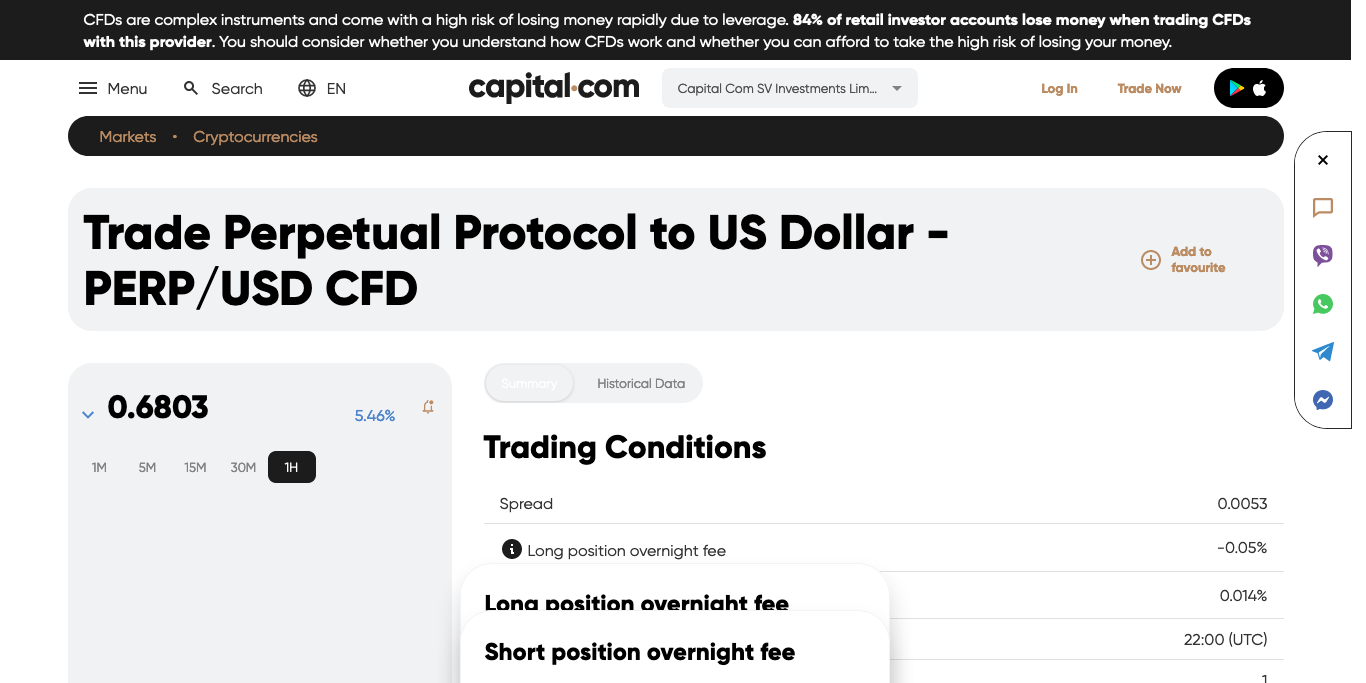 CFDs are complex instruments and come with a high risk of losing money rapidly due to leverage. 84% of retail investor accounts lose money when trading CFDs
with this provider. You should consider whether you understand how CFDs work and whether you can afford to take the high risk of losing your money.
Menu
Search
EN
capital.com
Capital Com SV Investments Lim...
Log In
Trade Now
Markets • Cryptocurrencies
Trade Perpetual Protocol to US Dollar -
PERP/USD CFD
Add to
favourite
0.6803
5.46%
1M 5M 15M 30M 1H
Summary
Historical Data
Trading Conditions
Spread 0.0053
Long position overnight fee -0.05%
Long position overnight fee
0.014%
22:00 (UTC)
Short position overnight fee
1